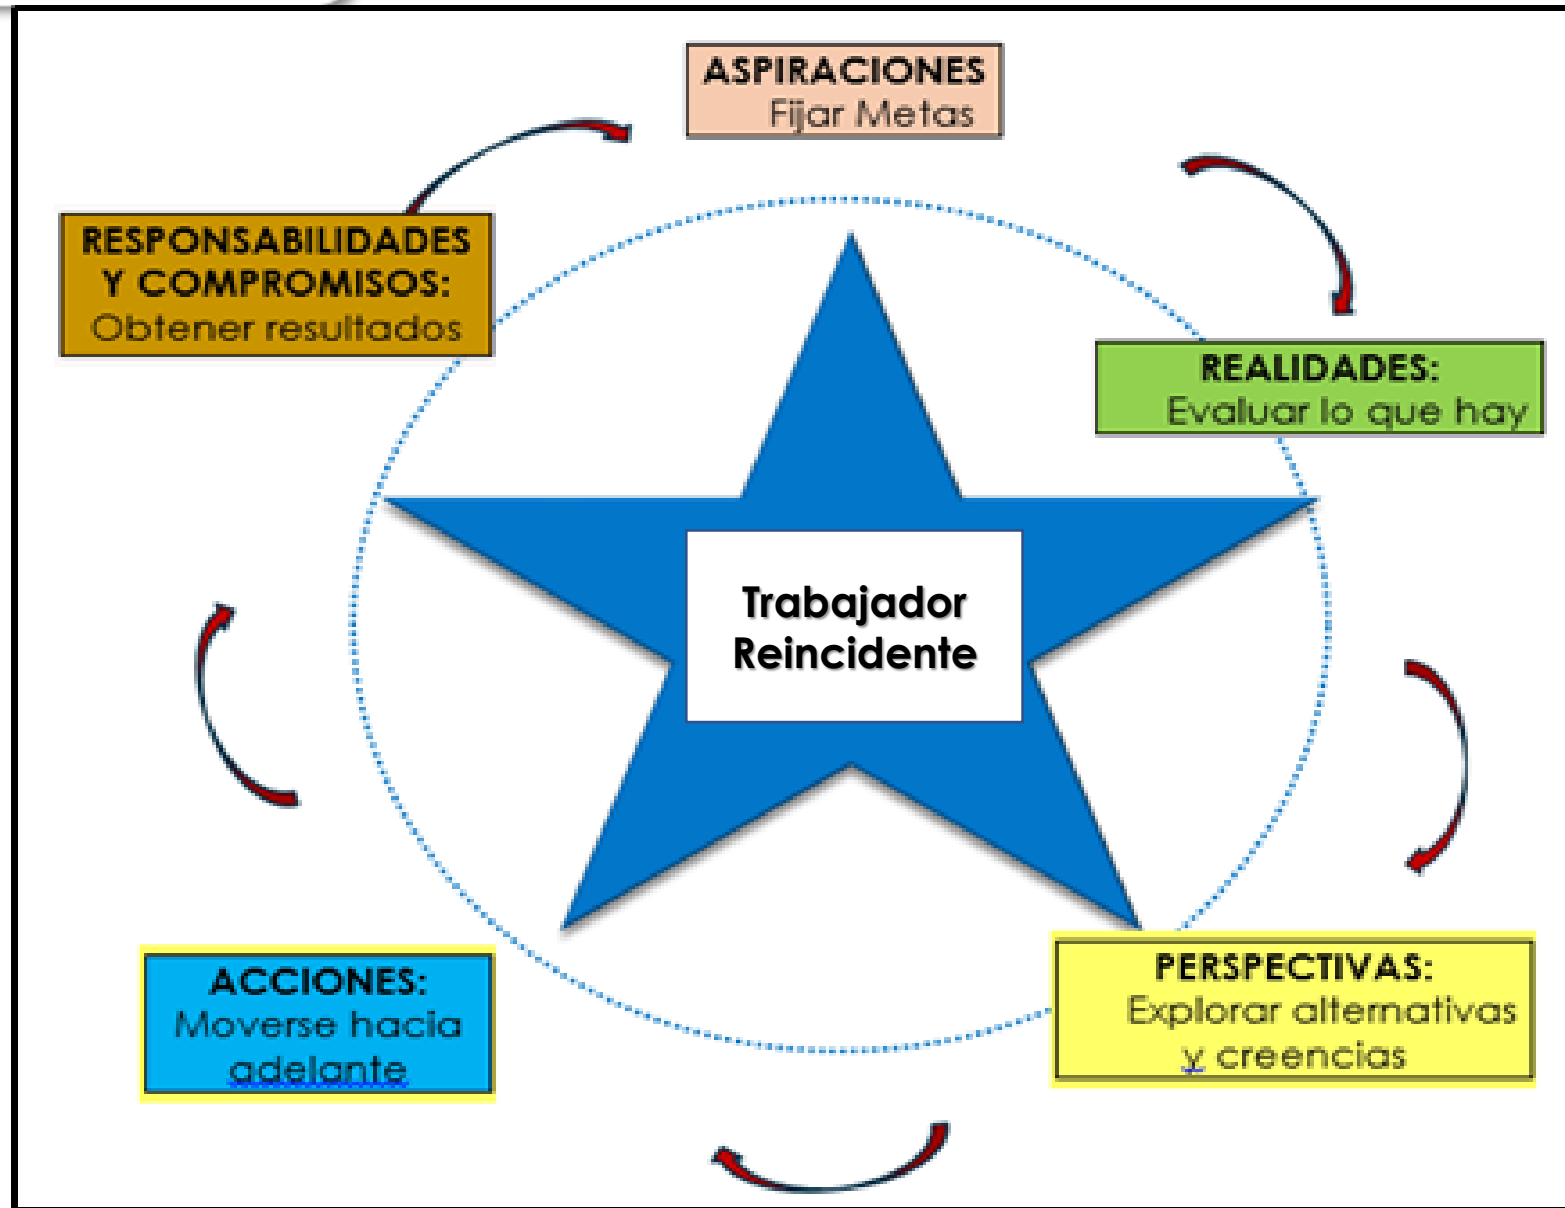 ASPIRACIONES
Fijar Metas
RESPONSABILIDADES
Y COMPROMISOS:
Obtener resultados
REALIDADES:
Evaluar lo que hay
Trabajador
Reincidente
ACCIONES:
Moverse hacia
adelante
PERSPECTIVAS:
Explorar alternativas
y creencias